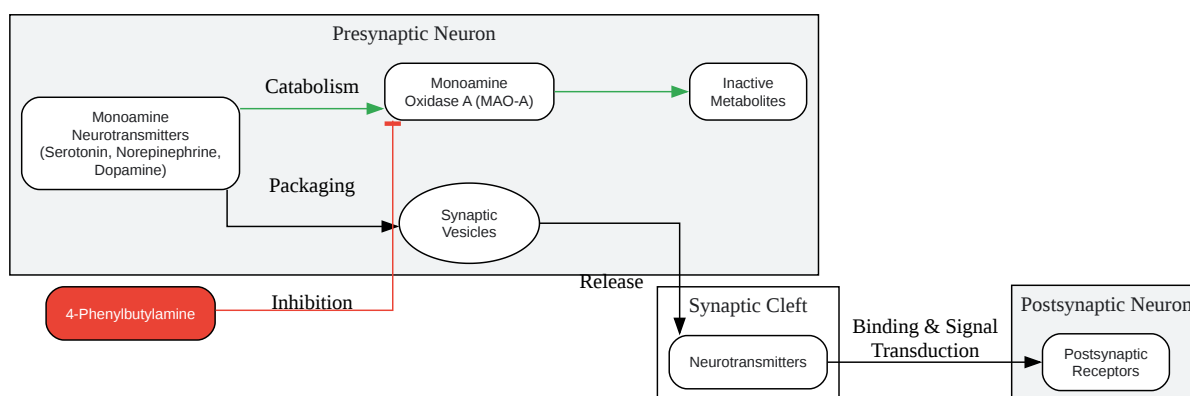 Presynaptic Neuron
Catabolism
Monoamine
Oxidase A (MAO-A)
Inactive
Metabolites
Monoamine
Neurotransmitters
(Serotonin, Norepinephrine,
Dopamine)
Packaging
Synaptic
Vesicles
Release
4-Phenylbutylamine
Inhibition
Synaptic Cleft
Neurotransmitters
Binding & Signal
Transduction
Postsynaptic Neuron
Postsynaptic
Receptors